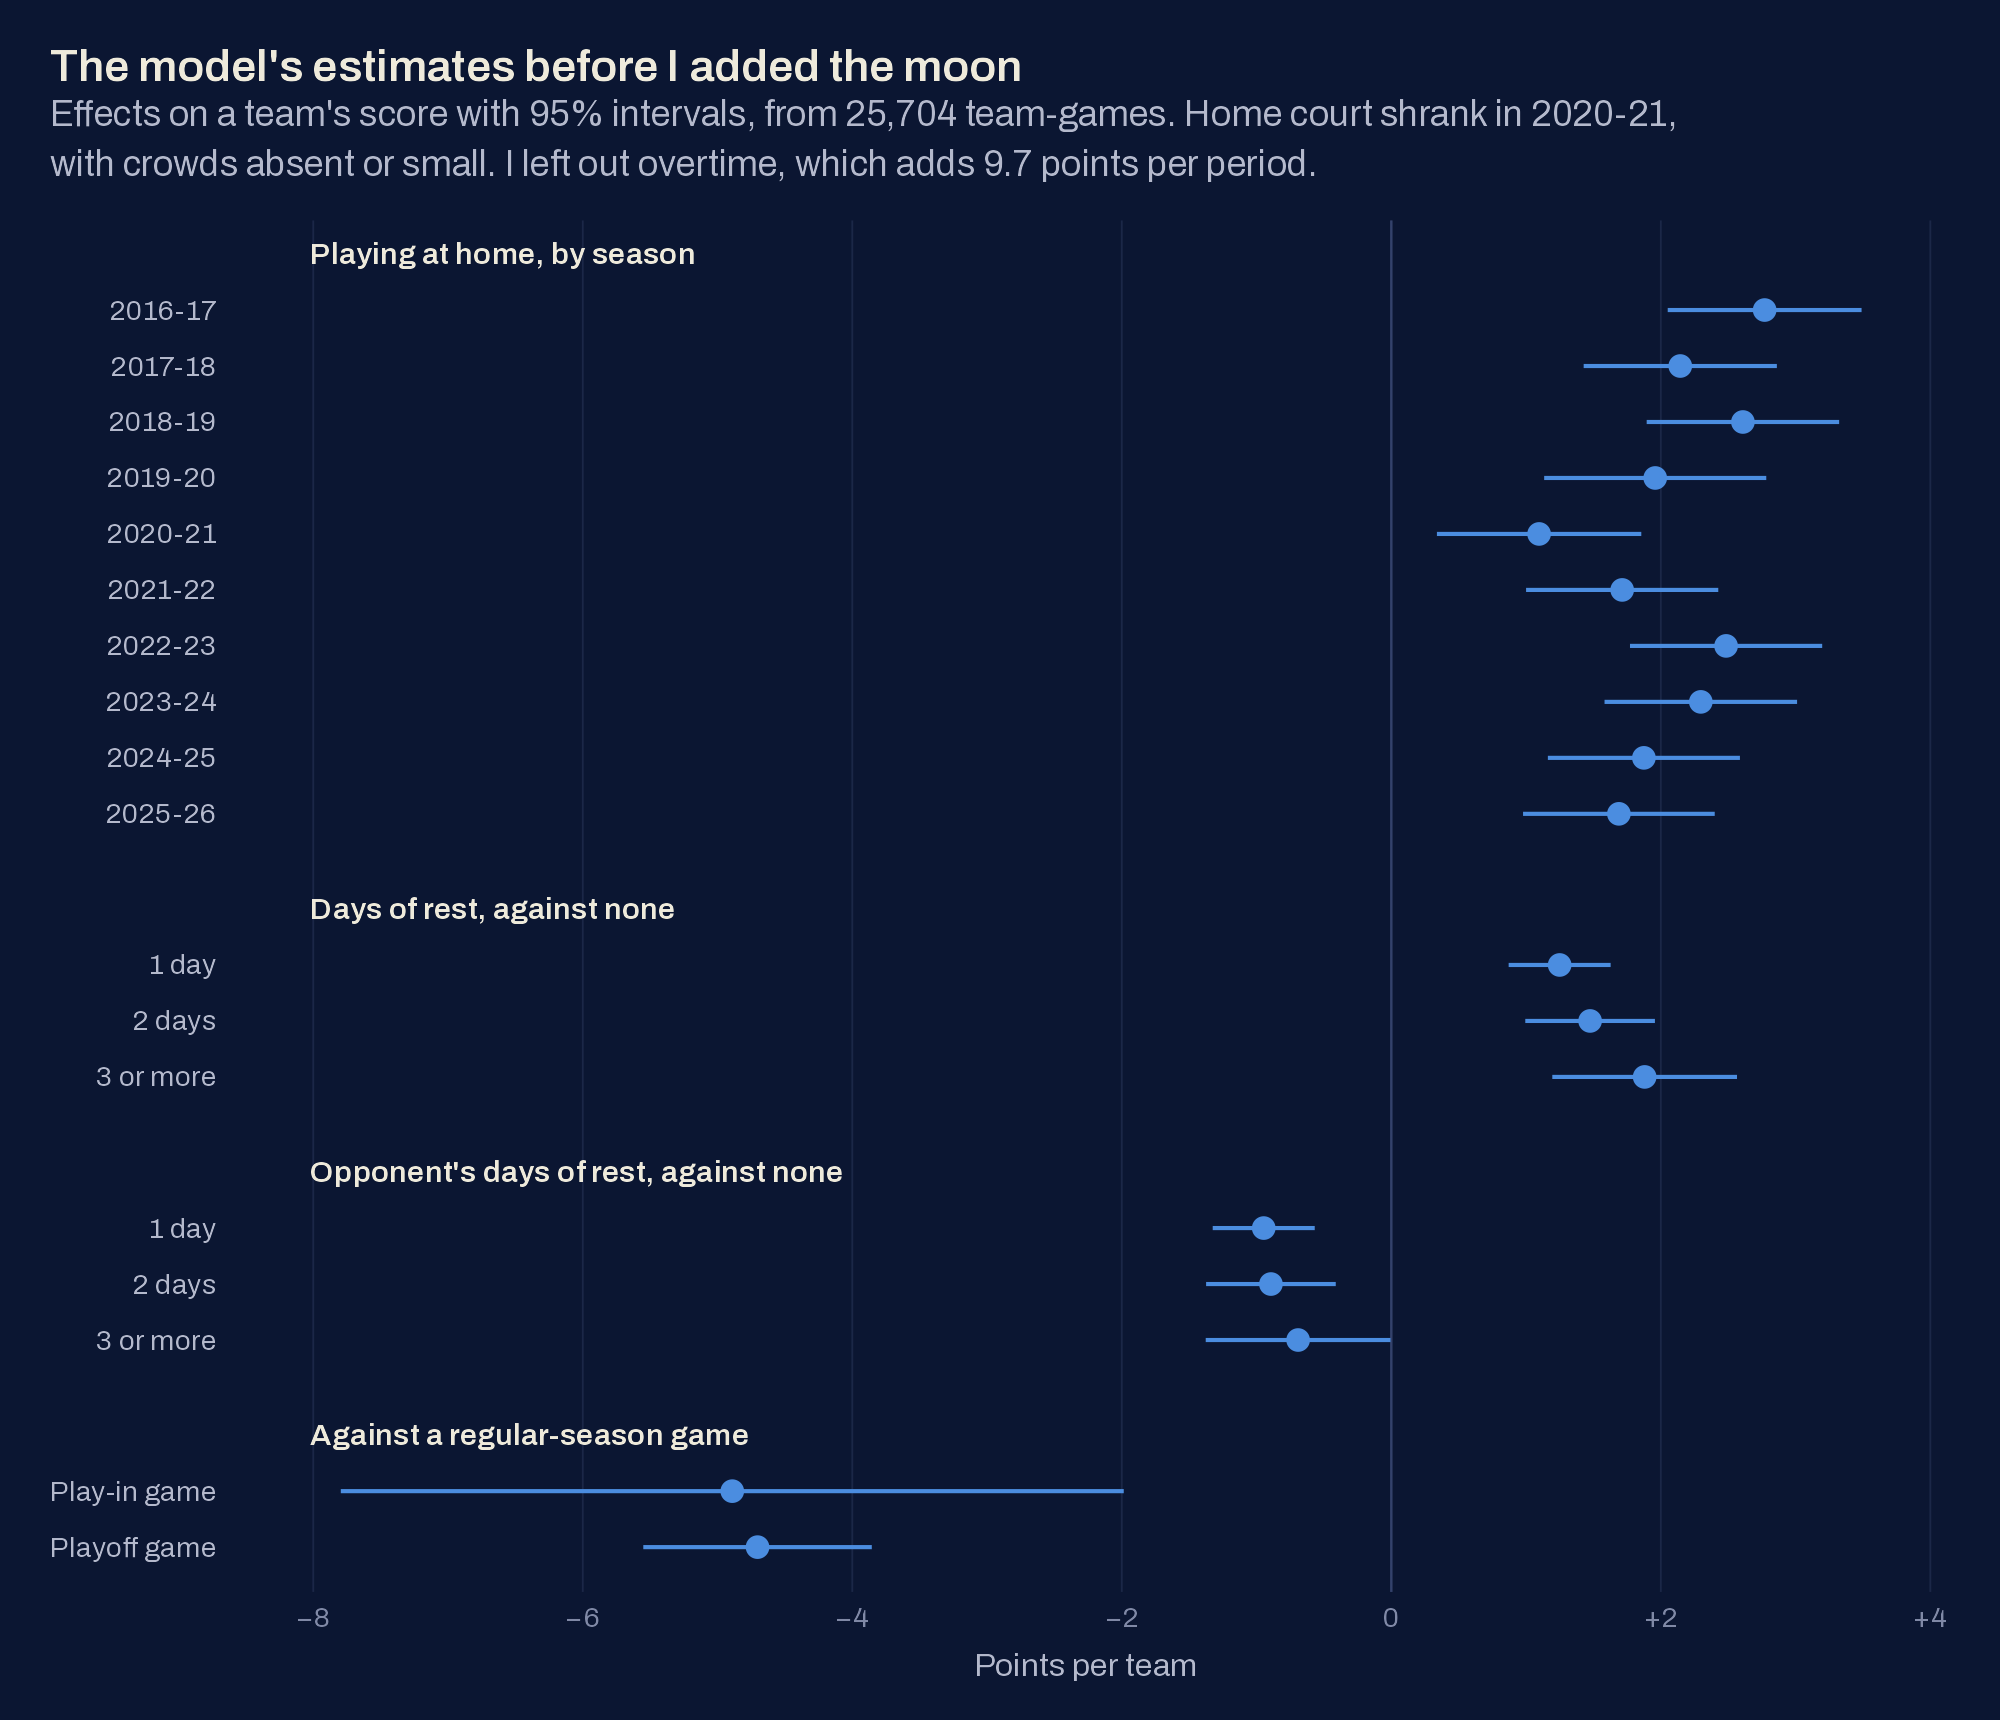 The model's estimates before I added the moon
Effects on a team's score with 95% intervals, from 25,704 team-games. Home court shrank in 2020-21,
with crowds absent or small. I left out overtime, which adds 9.7 points per period.
Playing at home, by season
2016-17
2017-18
2018-19
2019-20
2020-21
2021-22
2022-23
2023-24
2024-25
2025-26
Days of rest, against none
1 day
2 days
3 or more
Opponent's days of rest, against none
1 day
2 days
3 or more
Against a regular-season game
Play-in game
Playoff game
−8 −6 −4 −2 0 +2 +4
Points per team